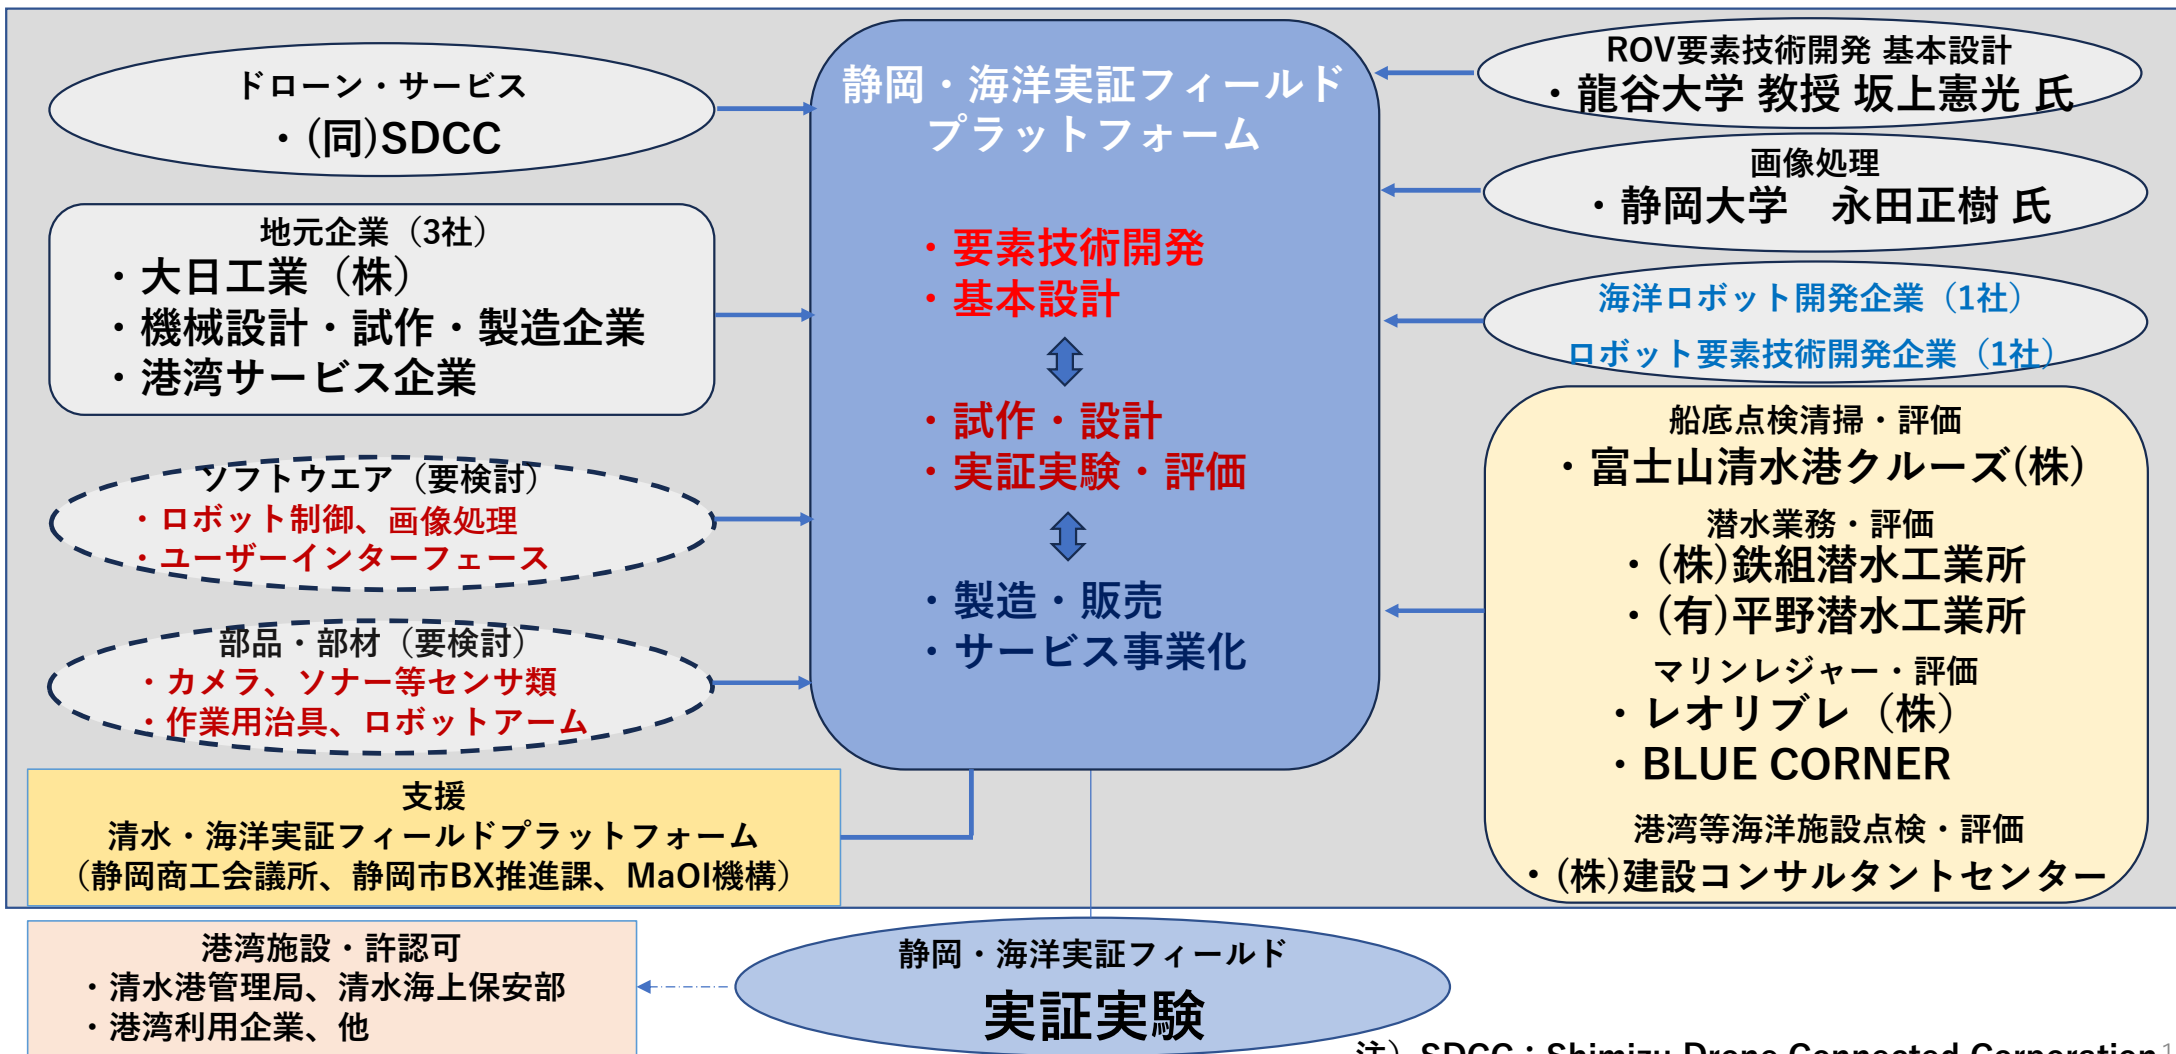 ドローン・サービス
・(同)SDCC
地元企業（3社）
・大日工業（株）
・機械設計・試作・製造企業
・港湾サービス企業
ソフトウエア（要検討）
・ロボット制御、画像処理
・ユーザーインターフェース
部品・部材（要検討）
・カメラ、ソナー等センサ類
・作業用治具、ロボットアーム
支援
清水・海洋実証フィールドプラットフォーム
（静岡商工会議所、静岡市BX推進課、MaOI機構）
静岡・海洋実証フィールド
プラットフォーム
・要素技術開発
・基本設計
・試作・設計
・実証実験・評価
・製造・販売
・サービス事業化
ROV要素技術開発 基本設計
・龍谷大学 教授 坂上憲光 氏
画像処理
・静岡大学　永田正樹 氏
海洋ロボット開発企業（1社）
ロボット要素技術開発企業（1社）
船底点検清掃・評価
・富士山清水港クルーズ(株)
潜水業務・評価
・(株)鉄組潜水工業所
・(有)平野潜水工業所
マリンレジャー・評価
・レオリブレ（株）
・BLUE CORNER
港湾等海洋施設点検・評価
・(株)建設コンサルタントセンター
港湾施設・許認可
・清水港管理局、清水海上保安部
・港湾利用企業、他
静岡・海洋実証フィールド
実証実験
注）SDCC：Shimizu Drone Connected Corporation
1